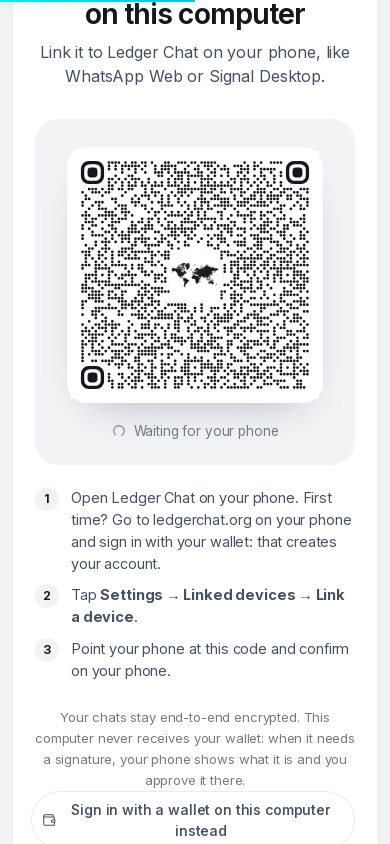 on this computer
Link it to Ledger Chat on your phone, like
WhatsApp Web or Signal Desktop.
Waiting for your phone
1 Open Ledger Chat on your phone. First
time? Go to ledgerchat.org on your phone
and sign in with your wallet: that creates
your account.
2 Tap Settings → Linked devices → Link
a device.
3 Point your phone at this code and confirm
on your phone.
Your chats stay end-to-end encrypted. This
computer never receives your wallet: when it needs
a signature, your phone shows what it is and you
approve it there.
Sign in with a wallet on this computer
instead